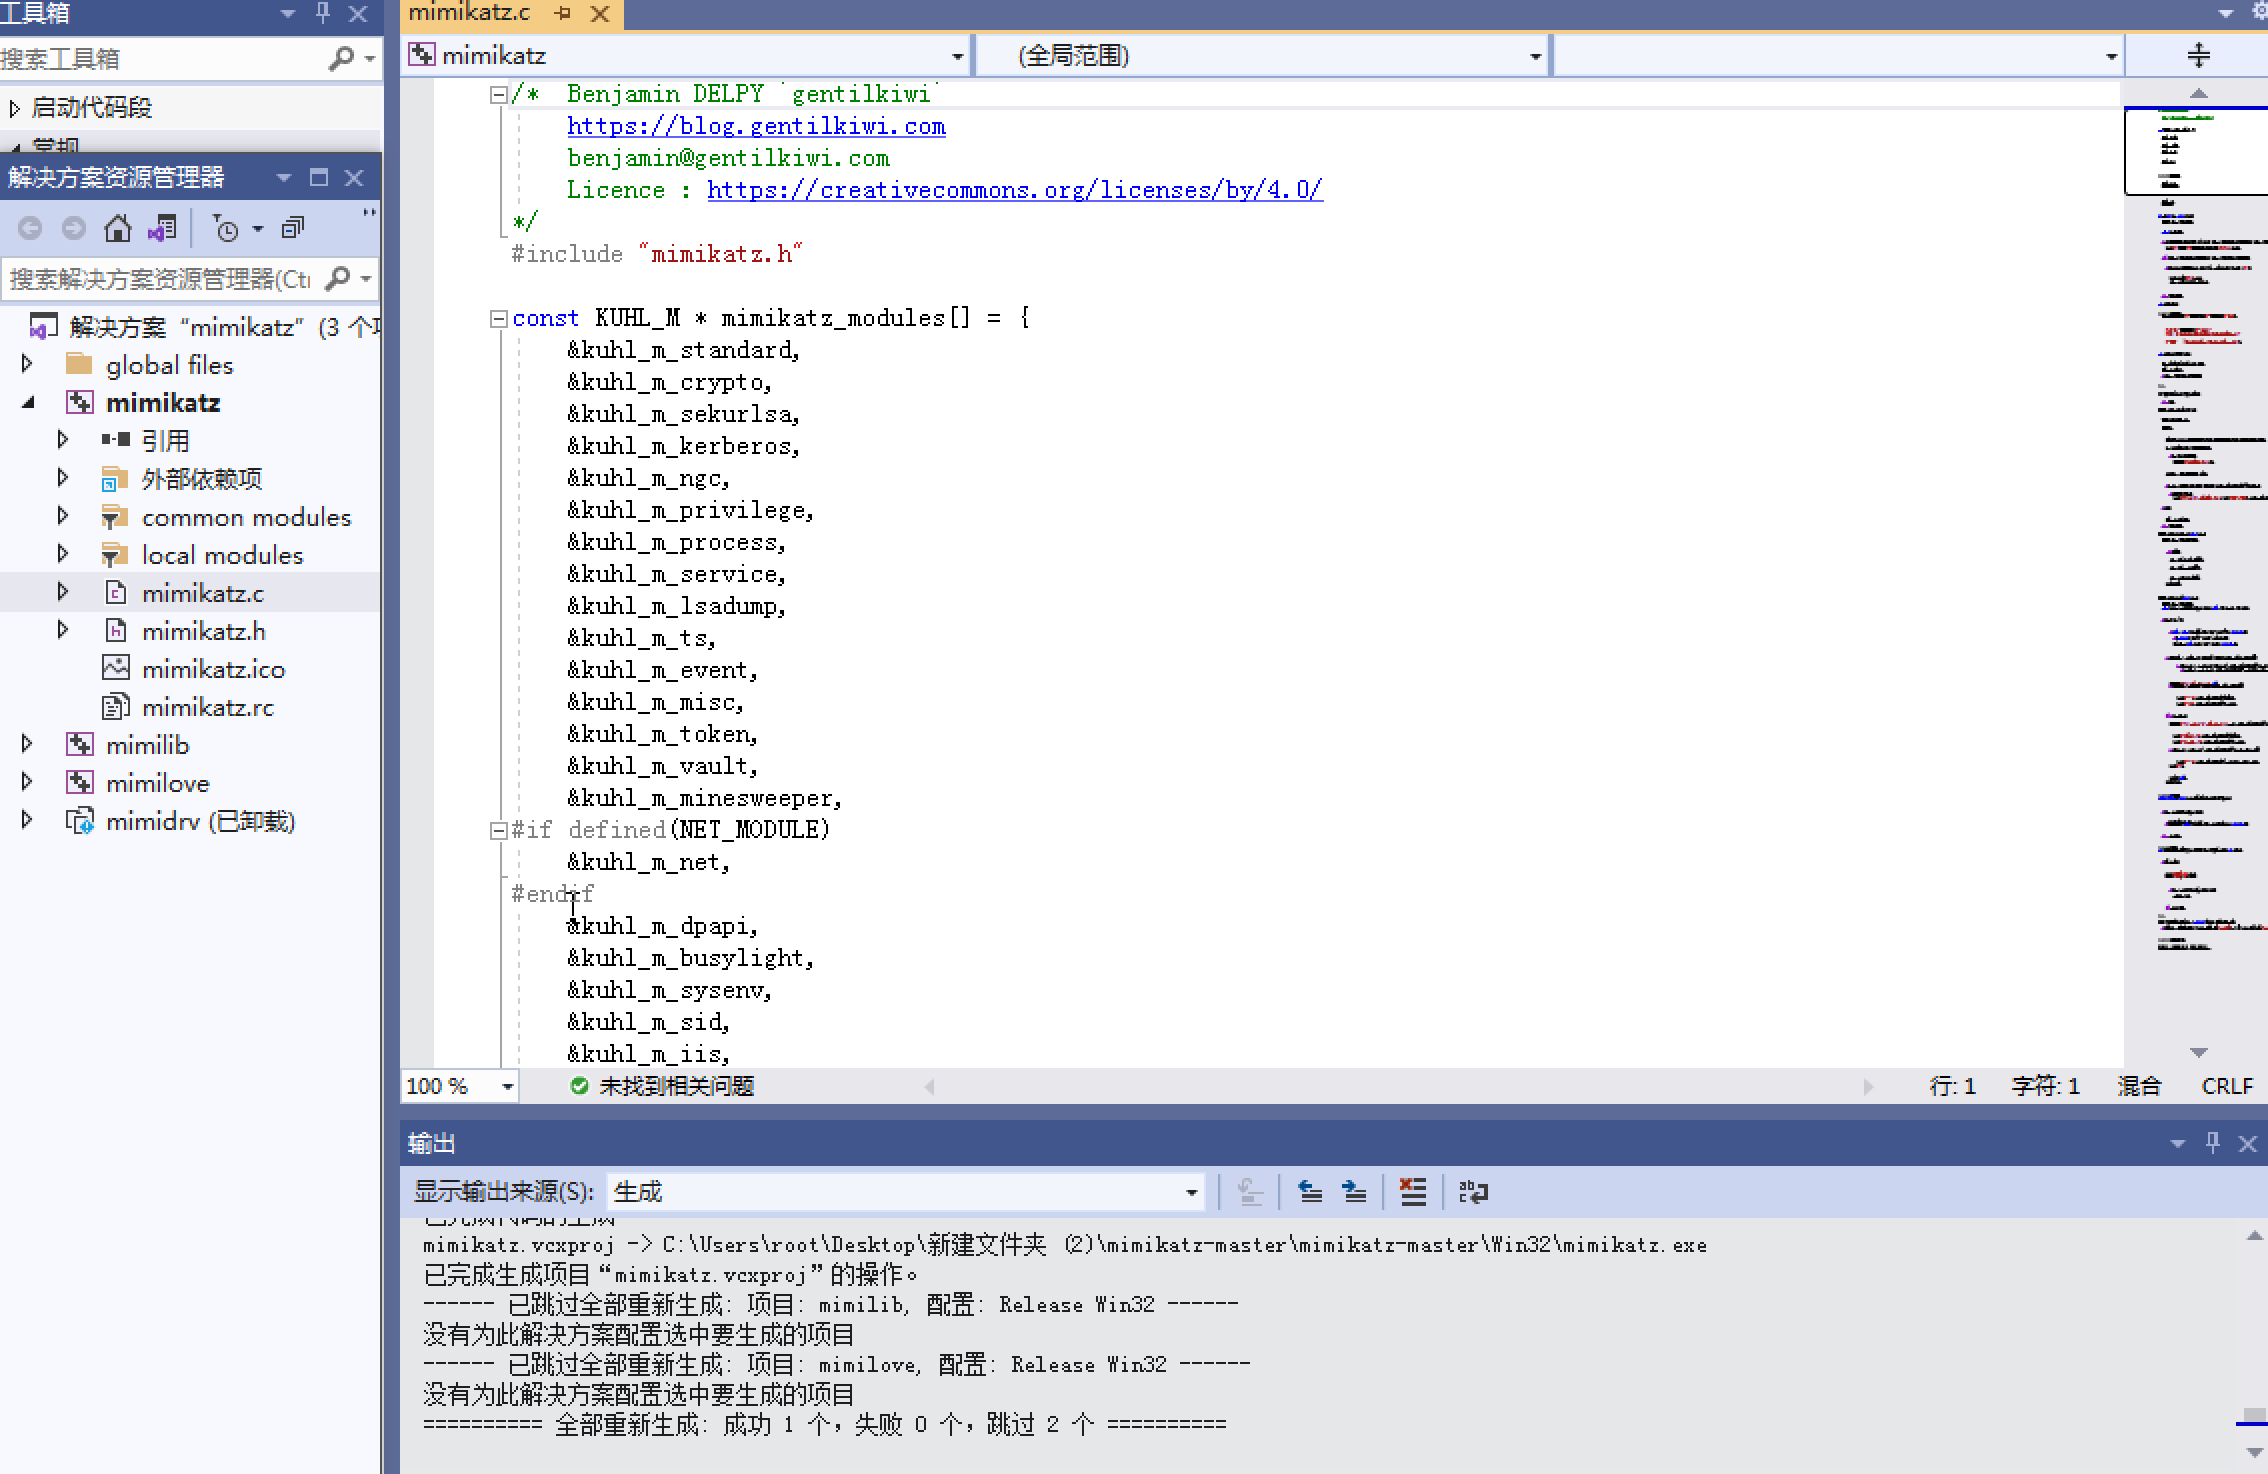 工具箱
搜索工具箱
启动代码段
常规
解决方案资源管理器
搜索解决方案资源管理器(Ct
解决方案 “mimikatz” (3 个
global files
mimikatz
引用
外部依赖项
common modules
local modules
mimikatz.c
mimikatz.h
mimikatz.ico
mimikatz.rc
mimilib
mimilove
mimidrv (已卸载)
mimikatz.c
mimikatz
(全局范围)
/* Benjamin DELPY `gentilkiwi`
https://blog.gentilkiwi.com
benjamin@gentilkiwi.com
Licence : https://creativecommons.org/licenses/by/4.0/
*/
#include "mimikatz.h"
const KUHL_M * mimikatz_modules[] = {
&kuhl_m_standard,
&kuhl_m_crypto,
&kuhl_m_sekurlsa,
&kuhl_m_kerberos,
&kuhl_m_ngc,
&kuhl_m_privilege,
&kuhl_m_process,
&kuhl_m_service,
&kuhl_m_lsadump,
&kuhl_m_ts,
&kuhl_m_event,
&kuhl_m_misc,
&kuhl_m_token,
&kuhl_m_vault,
&kuhl_m_minesweeper,
#if defined(NET_MODULE)
&kuhl_m_net,
#endif
&kuhl_m_dpapi,
&kuhl_m_busylight,
&kuhl_m_sysenv,
&kuhl_m_sid,
&kuhl_m_iis,
100 %
未找到相关问题
行: 1
字符: 1
混合
CRLF
输出
显示输出来源(S): 生成
已完成代码的生成
mimikatz.vcxproj -> C:\Users\root\Desktop\新建文件夹 (2)\mimikatz-master\mimikatz-master\Win32\mimikatz.exe
已完成生成项目“mimikatz.vcxproj”的操作。
------ 已跳过全部重新生成: 项目: mimilib, 配置: Release Win32 ------
没有为此解决方案配置选中要生成的项目
------ 已跳过全部重新生成: 项目: mimilove, 配置: Release Win32 ------
没有为此解决方案配置选中要生成的项目
========== 全部重新生成: 成功 1 个，失败 0 个，跳过 2 个 ==========